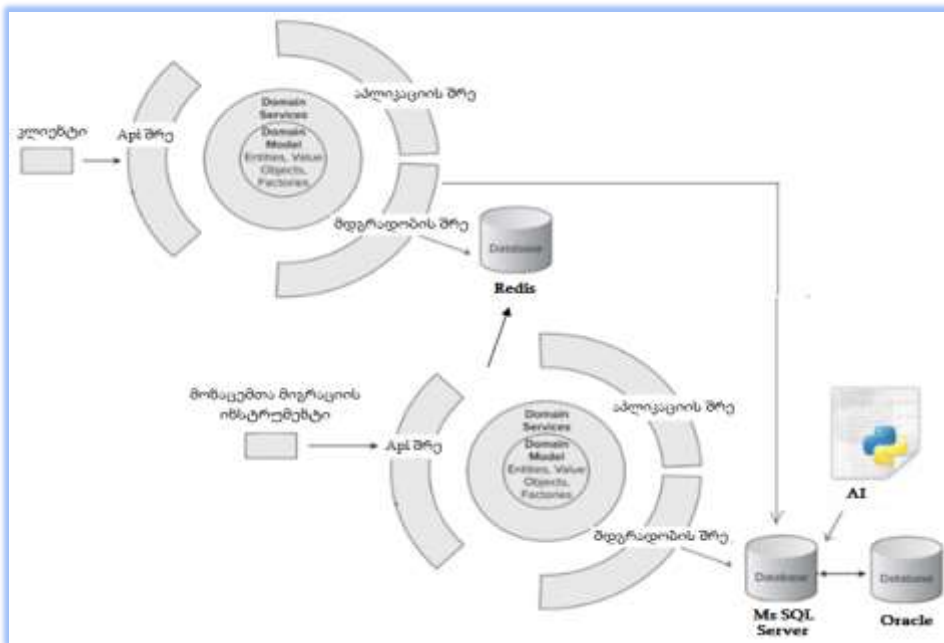 აპლიკაციის შრე
კლიენტი
Api შრე
Domain
Services
Domain
Model
Entities, Value
Objects,
Factories
მდგრადობის შრე
Database
Redis
მონაცემთა მიგრაციის
ინსტრუმენტი
Api შრე
აპლიკაციის შრე
Domain
Services
Domain
Model
Entities, Value
Objects,
Factories
მდგრადობის შრე
AI
Database
Ms SQL
Server
Database
Oracle